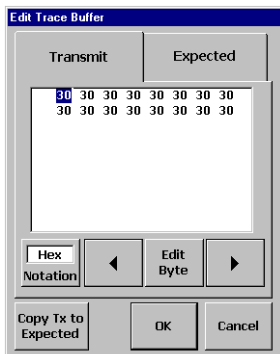 Edit Trace Buffer
Transmit Expected
30 30 30 30 30 30 30 30
30 30 30 30 30 30 30 30
Hex
Notation
Edit
Byte
Copy Tx to
Expected
OK
Cancel